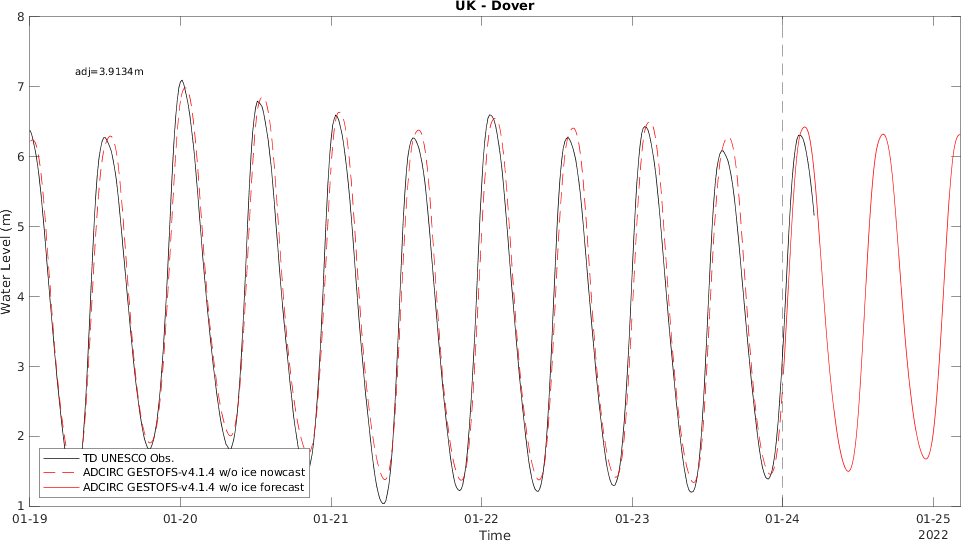 UK - Dover
8
7
6
5
4
3
2
1
Water Level (m)
adj=3.9134m
TD UNESCO Obs.
ADCIRC GESTOFS-v4.1.4 w/o ice nowcast
ADCIRC GESTOFS-v4.1.4 w/o ice forecast
01-19 01-20 01-21 01-22 01-23 01-24 01-25
Time
2022